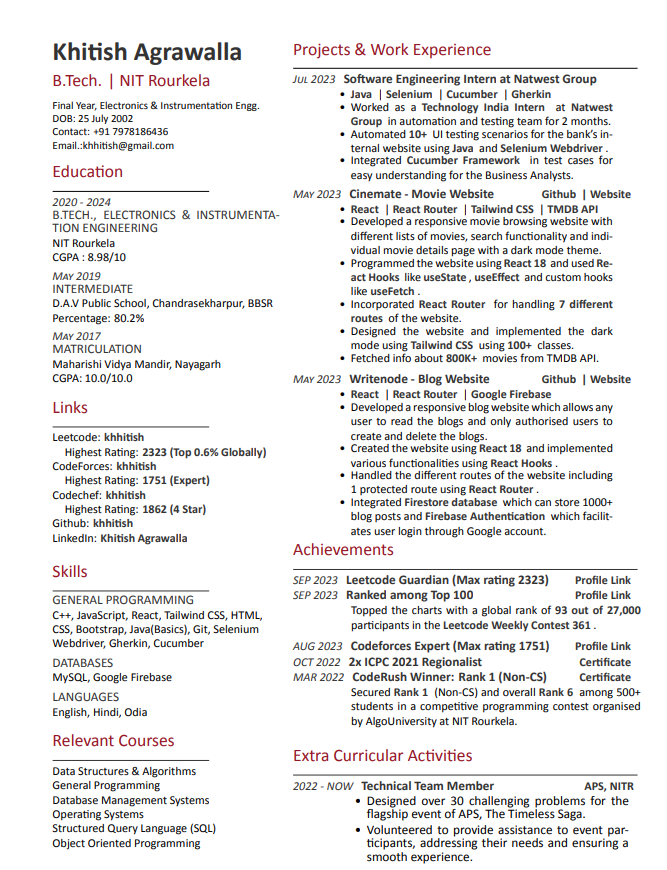 Khitish Agrawalla
B.Tech. | NIT Rourkela
Final Year, Electronics & Instrumentation Engg.
DOB: 25 July 2002
Contact: +91 7978186436
Email.:khhitish@gmail.com
Education
2020 - 2024
B.TECH., ELECTRONICS & INSTRUMENTA-
TION ENGINEERING
NIT Rourkela
CGPA : 8.98/10
MAY 2019
INTERMEDIATE
D.A.V Public School, Chandrasekharpur, BBSR
Percentage: 80.2%
MAY 2017
MATRICULATION
Maharishi Vidya Mandir, Nayagarh
CGPA: 10.0/10.0
Links
Leetcode: khhitish
Highest Rating: 2323 (Top 0.6% Globally)
CodeForces: khhitish
Highest Rating: 1751 (Expert)
Codechef: khhitish
Highest Rating: 1862 (4 Star)
Github: khhitish
LinkedIn: Khitish Agrawalla
Skills
GENERAL PROGRAMMING
C++, JavaScript, React, Tailwind CSS, HTML,
CSS, Bootstrap, Java(Basics), Git, Selenium
Webdriver, Gherkin, Cucumber
DATABASES
MySQL, Google Firebase
LANGUAGES
English, Hindi, Odia
Relevant Courses
Data Structures & Algorithms
General Programming
Database Management Systems
Operating Systems
Structured Query Language (SQL)
Object Oriented Programming
Projects & Work Experience
JUL 2023 Software Engineering Intern at Natwest Group
• Java | Selenium | Cucumber | Gherkin
• Worked as a Technology India Intern at Natwest
Group in automation and testing team for 2 months.
• Automated 10+ UI testing scenarios for the bank's in-
ternal website using Java and Selenium Webdriver .
• Integrated Cucumber Framework in test cases for
easy understanding for the Business Analysts.
MAY 2023 Cinemate - Movie Website Github | Website
• React | React Router | Tailwind CSS | TMDB API
• Developed a responsive movie browsing website with
different lists of movies, search functionality and indi-
vidual movie details page with a dark mode theme.
• Programmed the website using React 18 and used Re-
act Hooks like useState , useEffect and custom hooks
like useFetch .
• Incorporated React Router for handling 7 different
routes of the website.
• Designed the website and implemented the dark
mode using Tailwind CSS using 100+ classes.
• Fetched info about 800K+ movies from TMDB API.
MAY 2023 Writenode - Blog Website Github | Website
• React | React Router | Google Firebase
• Developed a responsive blog website which allows any
user to read the blogs and only authorised users to
create and delete the blogs.
• Created the website using React 18 and implemented
various functionalities using React Hooks .
• Handled the different routes of the website including
1 protected route using React Router .
• Integrated Firestore database which can store 1000+
blog posts and Firebase Authentication which facilit-
ates user login through Google account.
Achievements
SEP 2023 Leetcode Guardian (Max rating 2323) Profile Link
SEP 2023 Ranked among Top 100 Profile Link
Topped the charts with a global rank of 93 out of 27,000
participants in the Leetcode Weekly Contest 361 .
AUG 2023 Codeforces Expert (Max rating 1751) Profile Link
OCT 2022 2x ICPC 2021 Regionalist Certificate
MAR 2022 CodeRush Winner: Rank 1 (Non-CS) Certificate
Secured Rank 1 (Non-CS) and overall Rank 6 among 500+
students in a competitive programming contest organised
by AlgoUniversity at NIT Rourkela.
Extra Curricular Activities
2022 - NOW Technical Team Member APS, NITR
• Designed over 30 challenging problems for the
flagship event of APS, The Timeless Saga.
• Volunteered to provide assistance to event par-
ticipants, addressing their needs and ensuring a
smooth experience.